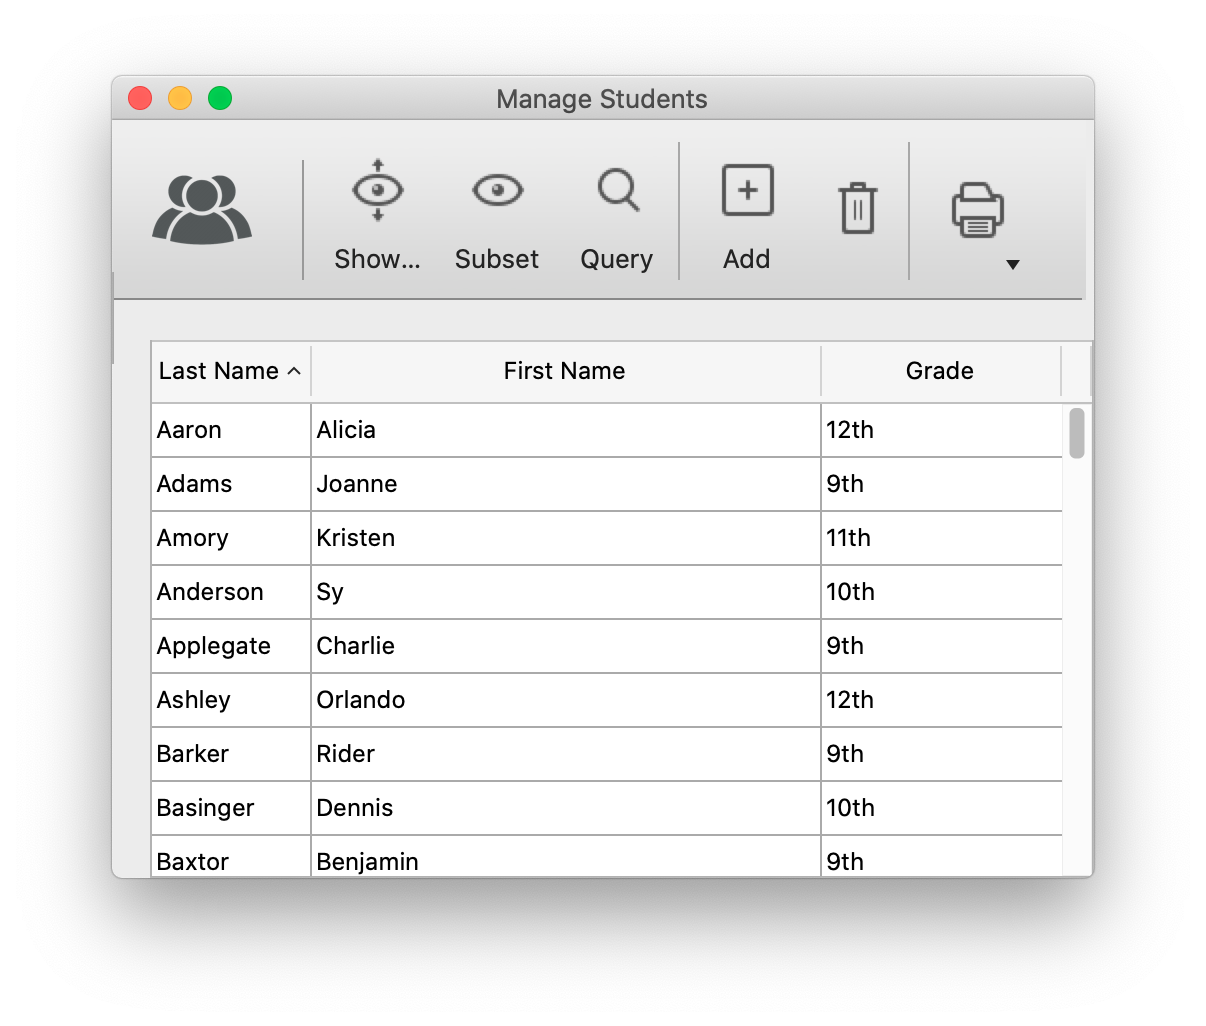 Manage Students
Show... Subset Query Add
Last Name First Name Grade
Aaron Alicia 12th
Adams Joanne 9th
Amory Kristen 11th
Anderson Sy 10th
Applegate Charlie 9th
Ashley Orlando 12th
Barker Rider 9th
Basinger Dennis 10th
Baxtor Benjamin 9th